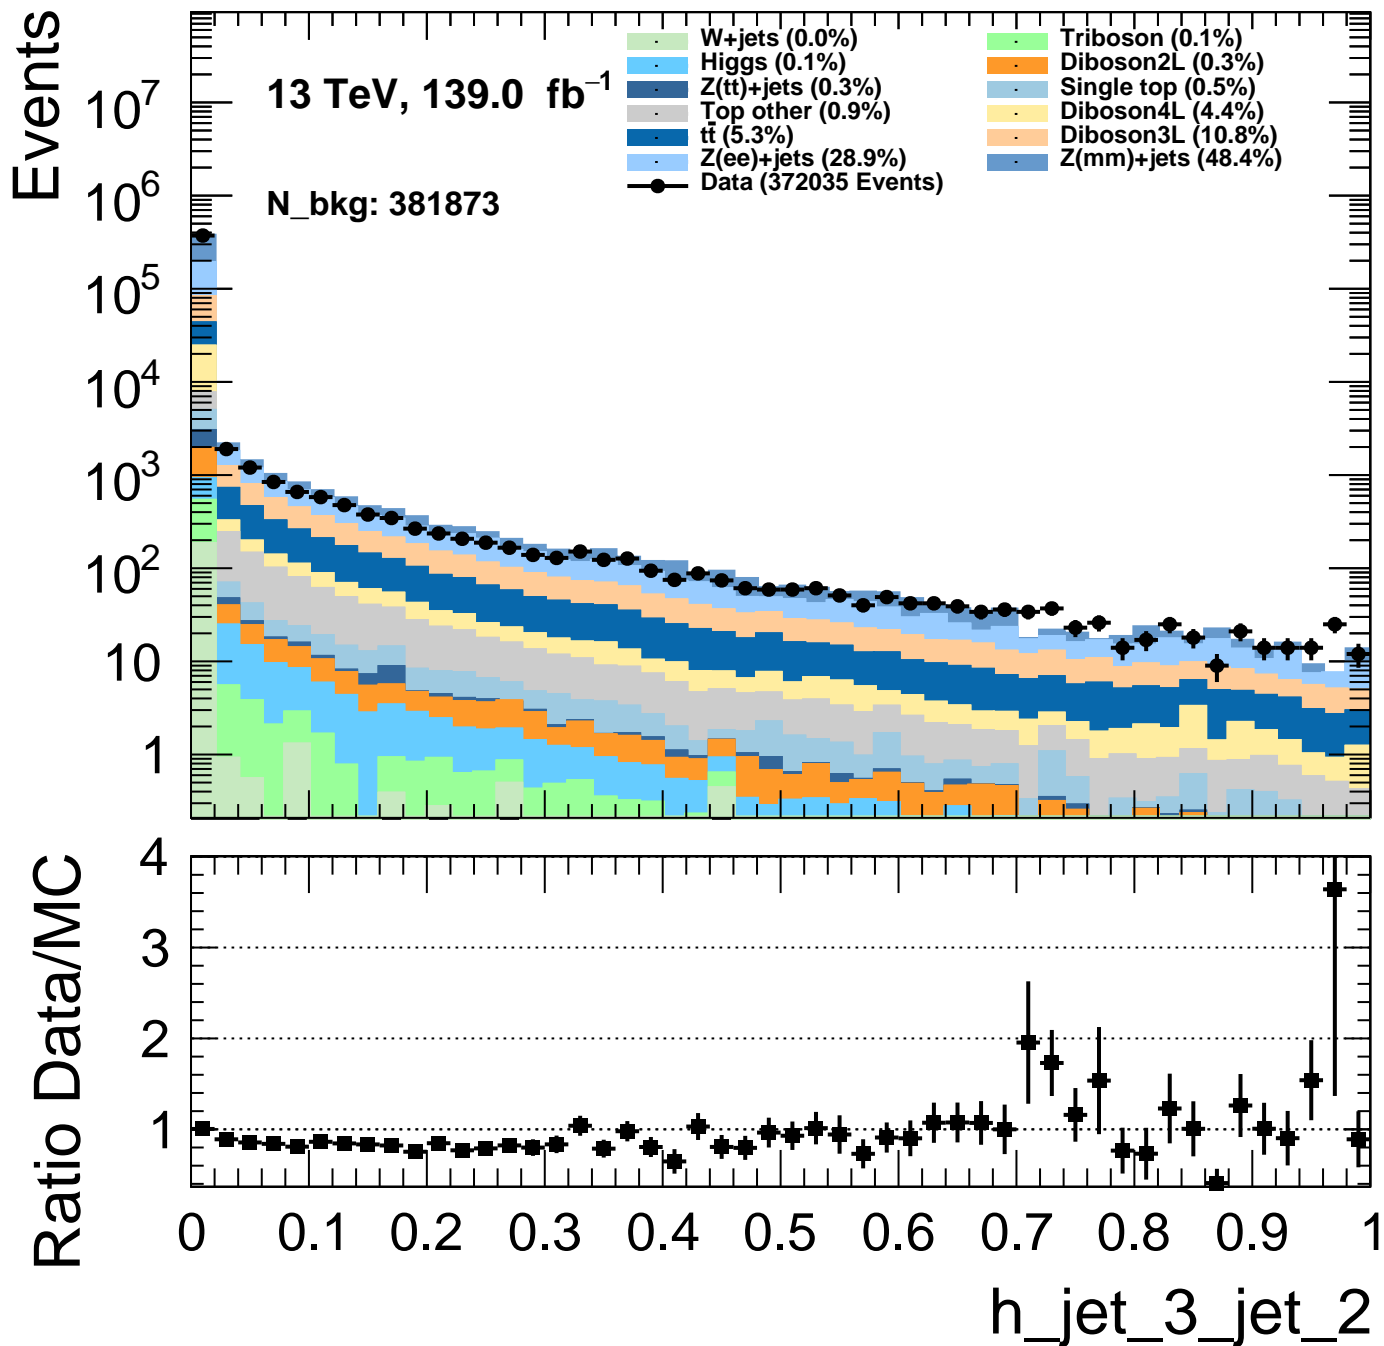 Events
10⁷
10⁶
10⁵
10⁴
10³
10²
10
1
13 TeV, 139.0 fb⁻¹
N_bkg: 381873
W+jets (0.0%)
Higgs (0.1%)
Z(tt)+jets (0.3%)
Top other (0.9%)
tt̄ (5.3%)
Z(ee)+jets (28.9%)
Data (372035 Events)
Triboson (0.1%)
Diboson2L (0.3%)
Single top (0.5%)
Diboson4L (4.4%)
Diboson3L (10.8%)
Z(mm)+jets (48.4%)
Ratio Data/MC
4
3
2
1
0 0.1 0.2 0.3 0.4 0.5 0.6 0.7 0.8 0.9 1
h_jet_3_jet_2